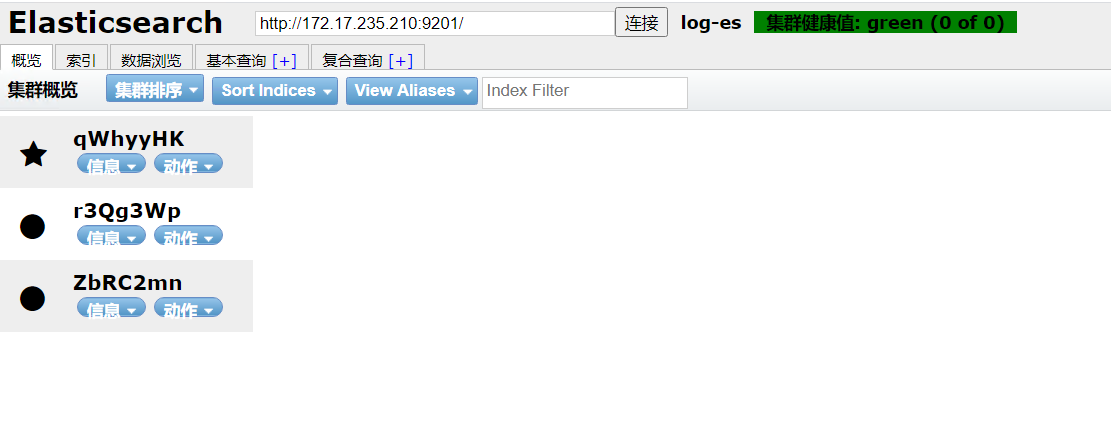 Elasticsearch http://172.17.235.210:9201/ 连接 log-es 集群健康值: green (0 of 0)
概览 索引 数据浏览 基本查询 [+] 复合查询 [+]
集群概览 集群排序 Sort Indices View Aliases Index Filter
qWhyyHK
信息 动作
r3Qg3Wp
信息 动作
ZbRC2mn
信息 动作